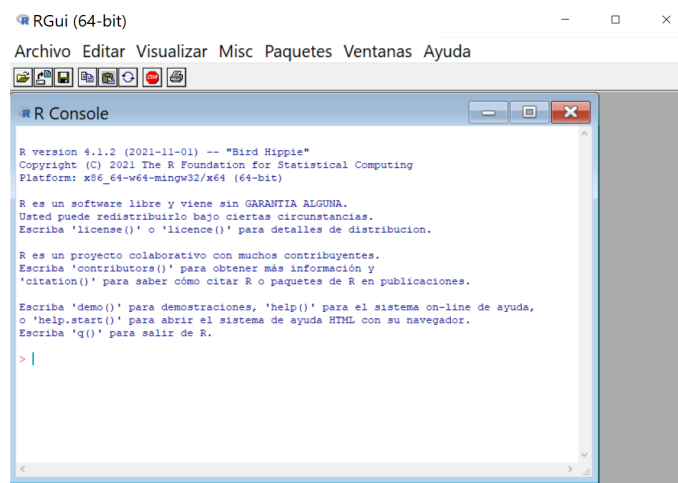 RGui (64-bit)
Archivo Editar Visualizar Misc Paquetes Ventanas Ayuda
STOP
R Console
R version 4.1.2 (2021-11-01) -- "Bird Hippie"
Copyright (C) 2021 The R Foundation for Statistical Computing
Platform: x86_64-w64-mingw32/x64 (64-bit)
R es un software libre y viene sin GARANTIA ALGUNA.
Usted puede redistribuirlo bajo ciertas circunstancias.
Escriba 'license()' o 'licence()' para detalles de distribucion.
R es un proyecto colaborativo con muchos contribuyentes.
Escriba 'contributors()' para obtener más información y
'citation()' para saber cómo citar R o paquetes de R en publicaciones.
Escriba 'demo()' para demostraciones, 'help()' para el sistema on-line de ayuda,
o 'help.start()' para abrir el sistema de ayuda HTML con su navegador.
Escriba 'q()' para salir de R.
>